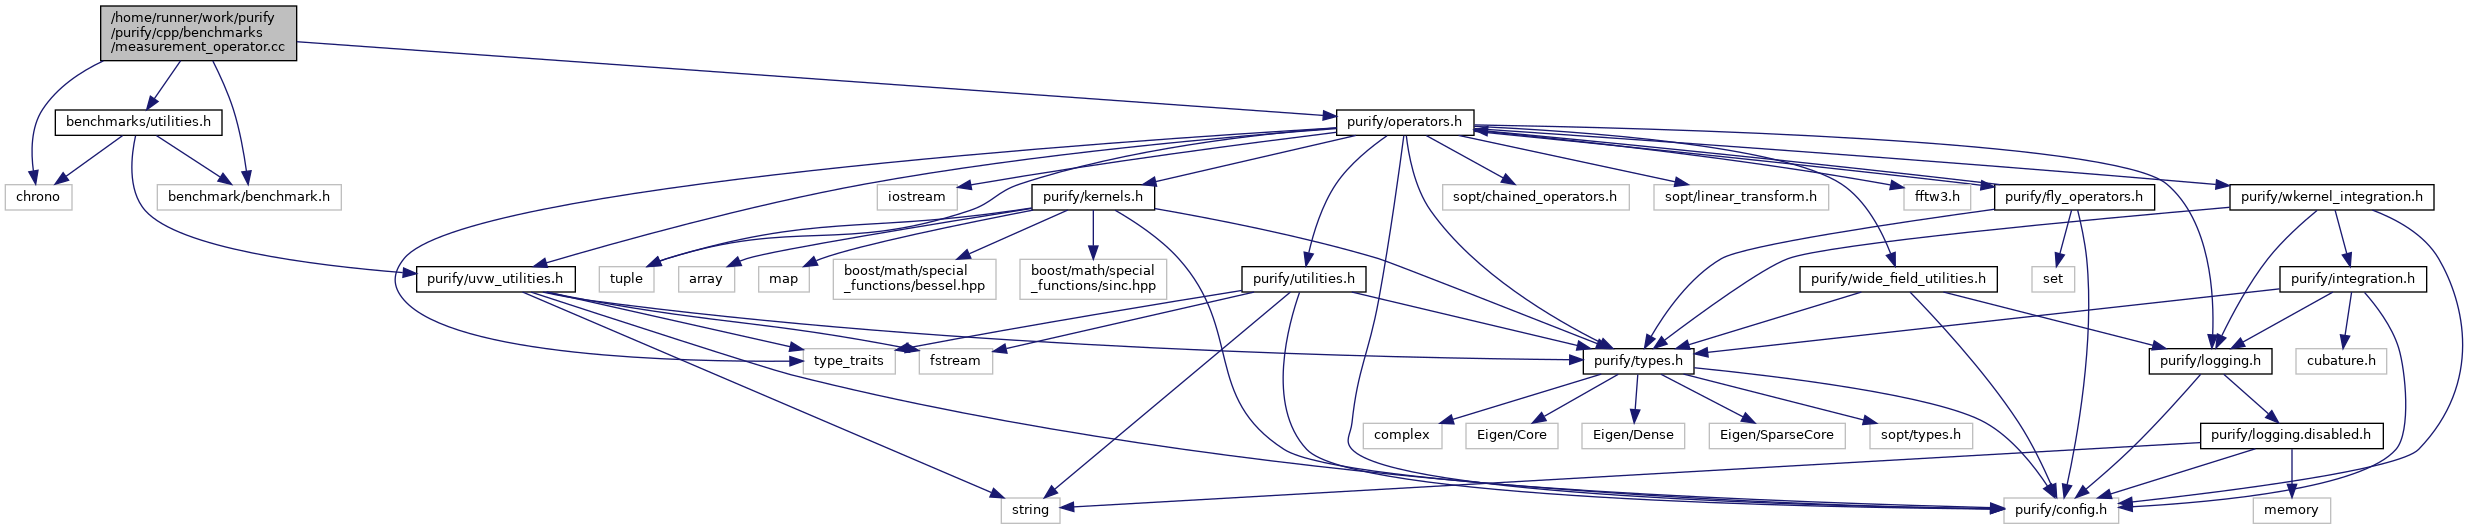 /home/runner/work/purify
/purify/cpp/benchmarks
/measurement_operator.cc
benchmarks/utilities.h
purify/operators.h
chrono
benchmark/benchmark.h
iostream
purify/kernels.h
sopt/chained_operators.h
sopt/linear_transform.h
fftw3.h
purify/fly_operators.h
purify/wkernel_integration.h
purify/uvw_utilities.h
tuple
array
map
boost/math/special
_functions/bessel.hpp
boost/math/special
_functions/sinc.hpp
purify/utilities.h
purify/wide_field_utilities.h
set
purify/integration.h
type_traits
fstream
purify/types.h
purify/logging.h
cubature.h
complex
Eigen/Core
Eigen/Dense
Eigen/SparseCore
sopt/types.h
purify/logging.disabled.h
string
purify/config.h
memory